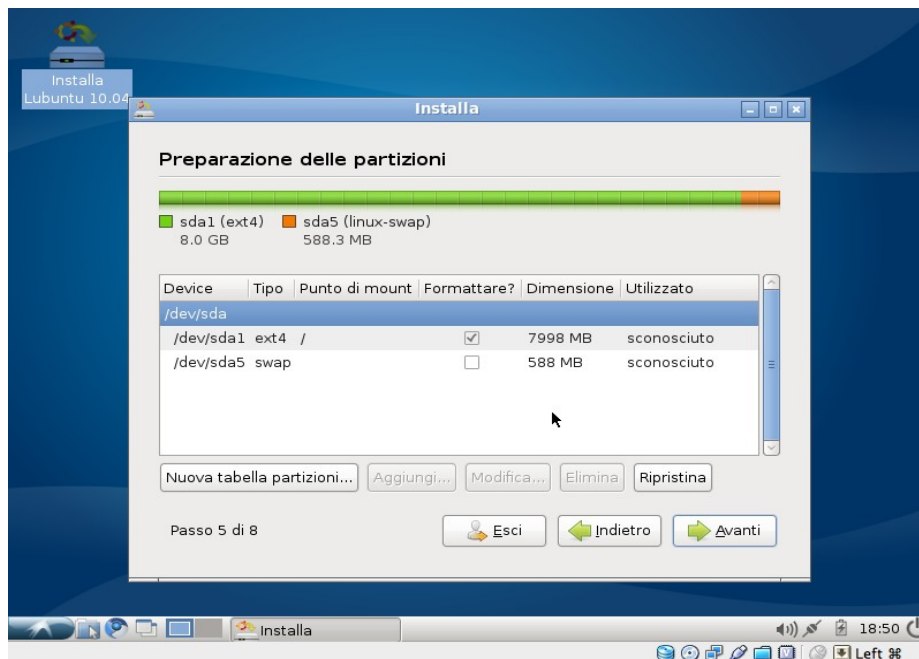 Installa
Lubuntu 10.04
Installa
Preparazione delle partizioni
sda1 (ext4) sda5 (linux-swap)
8.0 GB 588.3 MB
Device Tipo Punto di mount Formattare? Dimensione Utilizzato
/dev/sda
/dev/sda1 ext4 / 7998 MB sconosciuto
/dev/sda5 swap 588 MB sconosciuto
Nuova tabella partizioni... Aggiungi... Modifica... Elimina Ripristina
Passo 5 di 8 Esci Indietro Avanti
Installa 18:50
Left ⌘